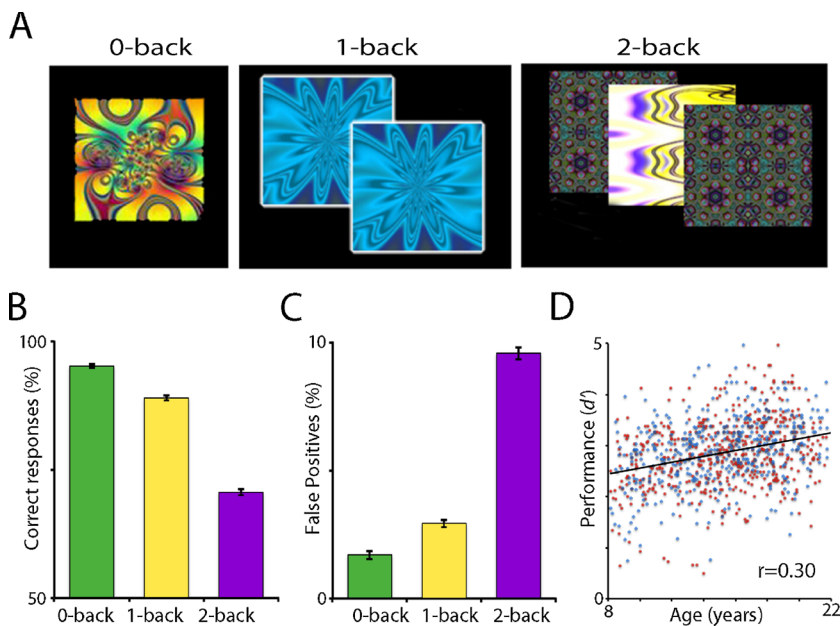 A
0-back
1-back
2-back
B
Correct responses (%)
100
50
0-back 1-back 2-back
C
False Positives (%)
10
0
0-back 1-back 2-back
D
Performance (d′)
5
0
r=0.30
8 Age (years) 22